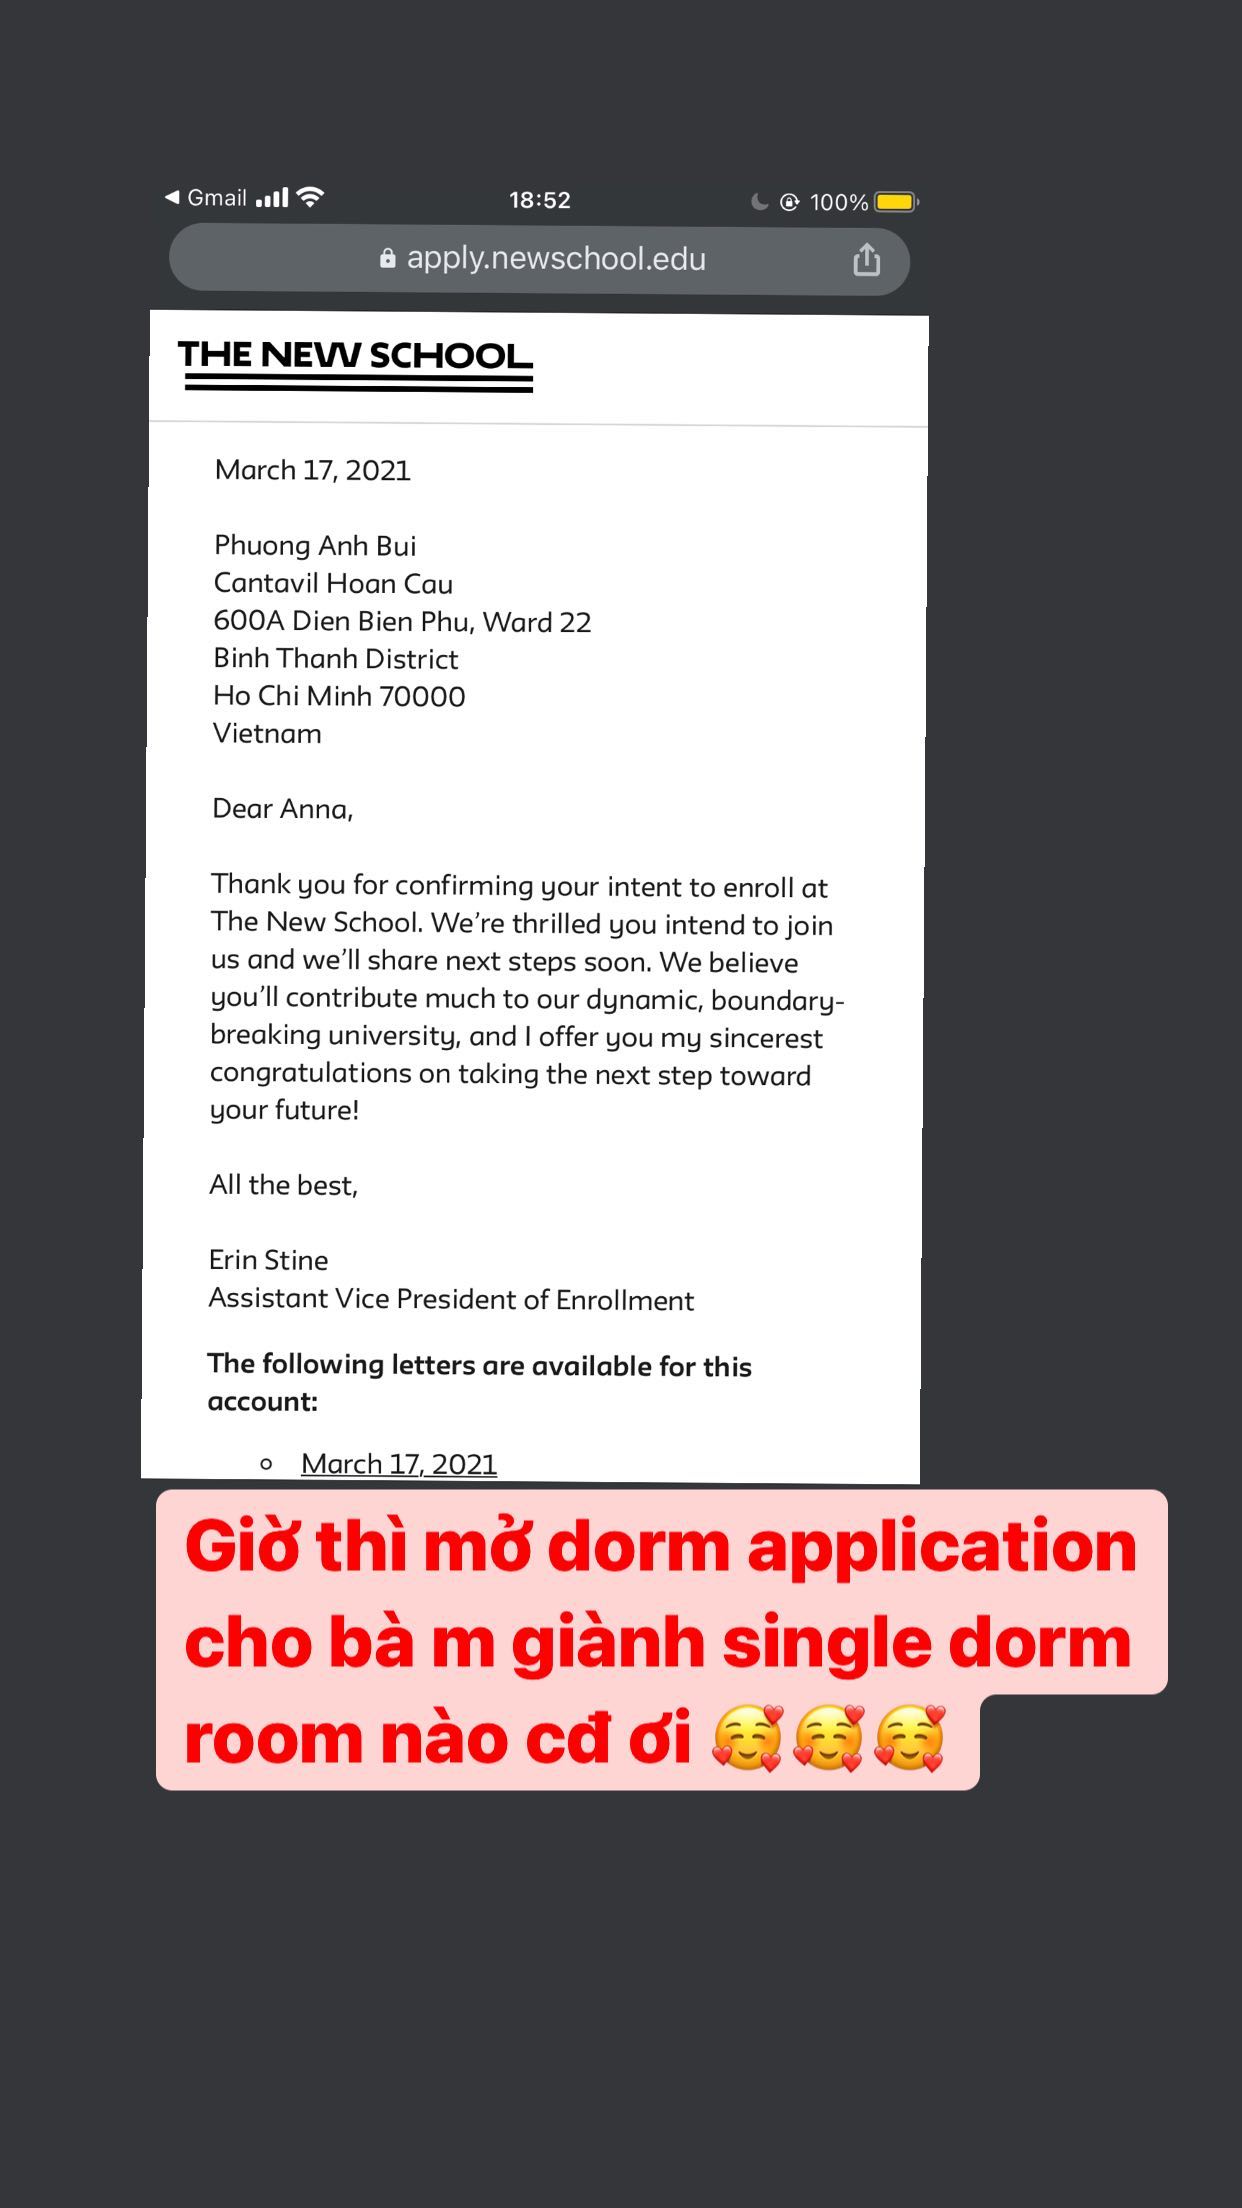 Gmail 18:52 100%
apply.newschool.edu
THE NEW SCHOOL
March 17, 2021
Phuong Anh Bui
Cantavil Hoan Cau
600A Dien Bien Phu, Ward 22
Binh Thanh District
Ho Chi Minh 70000
Vietnam
Dear Anna,
Thank you for confirming your intent to enroll at
The New School. We’re thrilled you intend to join
us and we’ll share next steps soon. We believe
you’ll contribute much to our dynamic, boundary-
breaking university, and I offer you my sincerest
congratulations on taking the next step toward
your future!
All the best,
Erin Stine
Assistant Vice President of Enrollment
The following letters are available for this
account:
March 17, 2021
Giờ thì mở dorm application
cho bà m giành single dorm
room nào cđ ơi 🥰🥰🥰